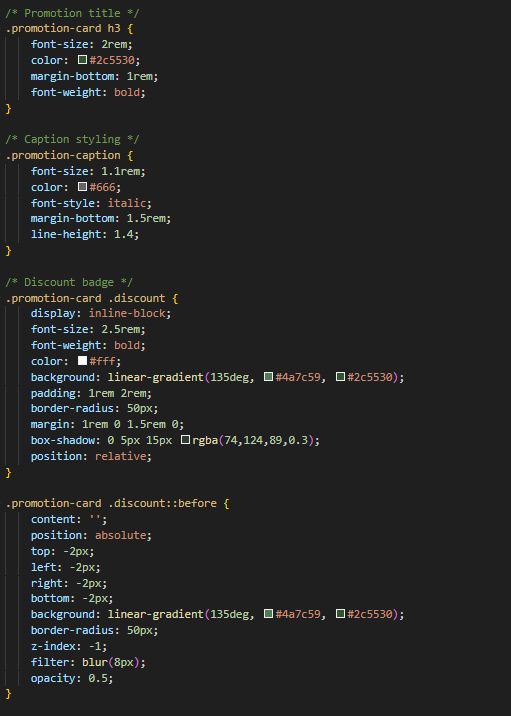 /* Promotion title */
.promotion-card h3 {
    font-size: 2rem;
    color: #2c5530;
    margin-bottom: 1rem;
    font-weight: bold;
}

/* Caption styling */
.promotion-caption {
    font-size: 1.1rem;
    color: #666;
    font-style: italic;
    margin-bottom: 1.5rem;
    line-height: 1.4;
}

/* Discount badge */
.promotion-card .discount {
    display: inline-block;
    font-size: 2.5rem;
    font-weight: bold;
    color: #fff;
    background: linear-gradient(135deg, #4a7c59, #2c5530);
    padding: 1rem 2rem;
    border-radius: 50px;
    margin: 1rem 0 1.5rem 0;
    box-shadow: 0 5px 15px rgba(74,124,89,0.3);
    position: relative;
}

.promotion-card .discount::before {
    content: '';
    position: absolute;
    top: -2px;
    left: -2px;
    right: -2px;
    bottom: -2px;
    background: linear-gradient(135deg, #4a7c59, #2c5530);
    border-radius: 50px;
    z-index: -1;
    filter: blur(8px);
    opacity: 0.5;
}